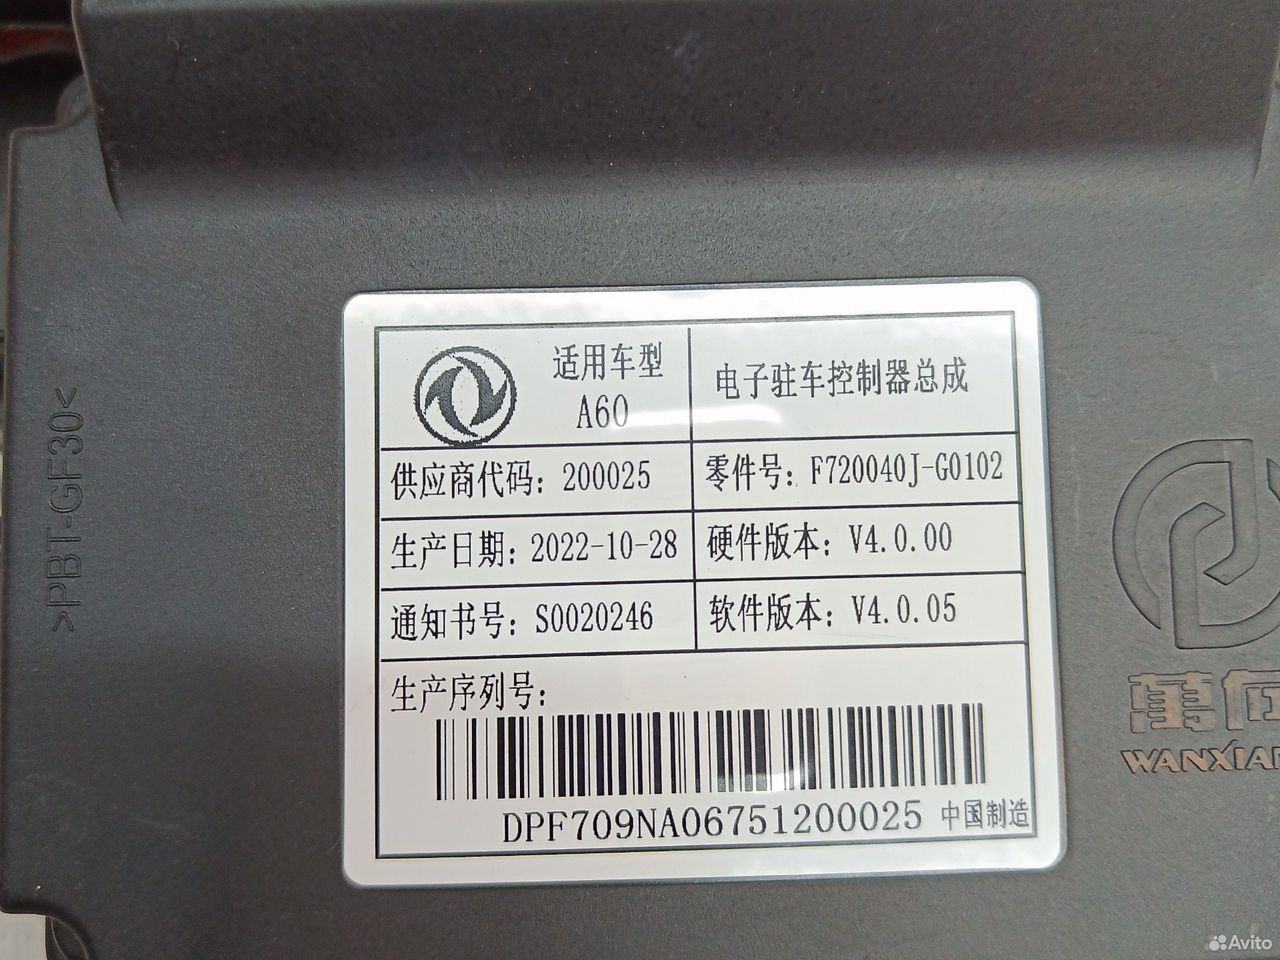 >PBT-GF30<
适用车型
A60
电子驻车控制器总成
供应商代码: 200025
零件号: F720040J-G0102
生产日期: 2022-10-28
硬件版本: V4.0.00
通知书号: S0020246
软件版本: V4.0.05
生产序列号:
DPF709NA06751200025 中国制造
萬向
WANXIAN
Avito